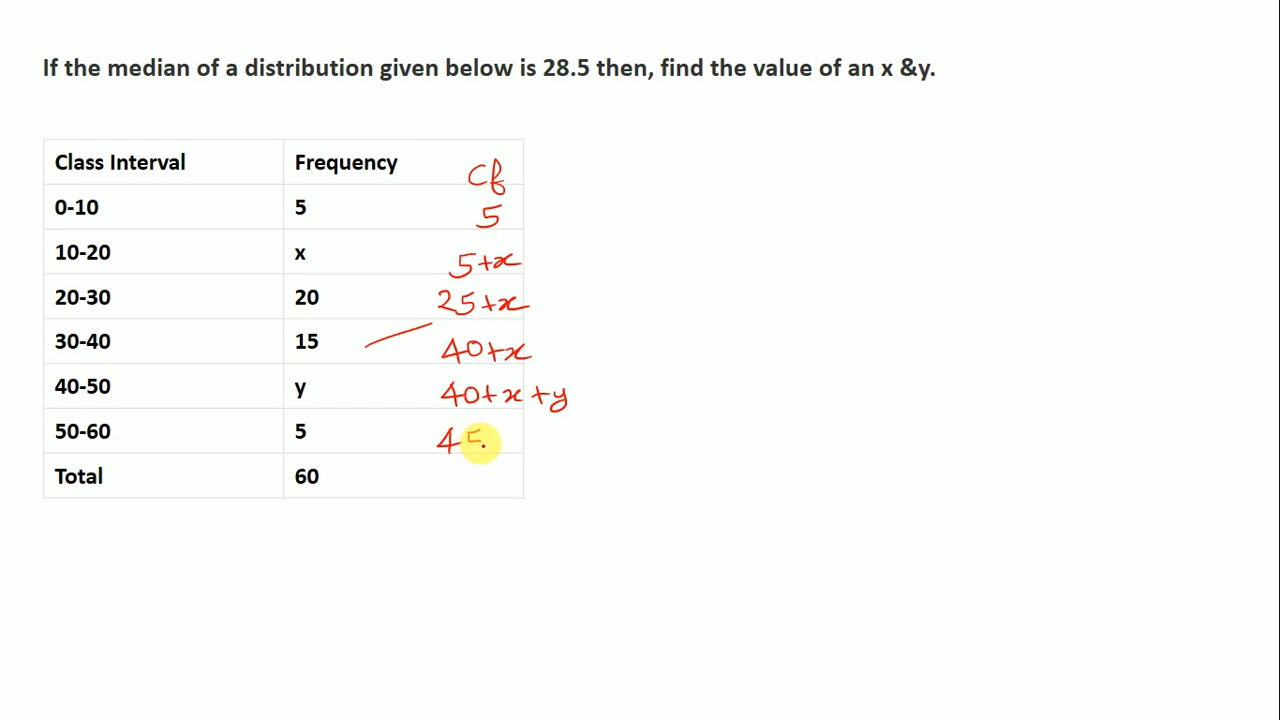 If the median of a distribution given below is 28.5 then, find the value of an x &y.
Class Interval Frequency Cf
0-10 5 5
10-20 x 5+x
20-30 20 25+x
30-40 15 40+x
40-50 y 40+x+y
50-60 5 45
Total 60